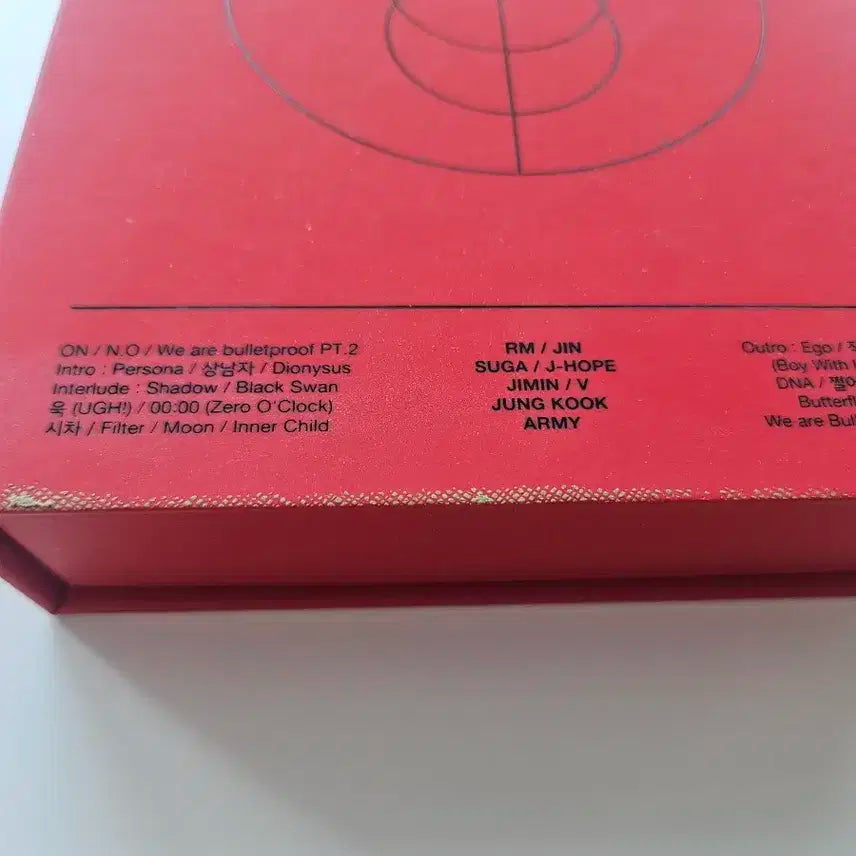 ON / N.O / We are bulletproof PT.2
Intro : Persona / 상남자 / Dionysus
Interlude : Shadow / Black Swan
욱 (UGH!) / 00:00 (Zero O'Clock)
시차 / Filter / Moon / Inner Child
RM / JIN
SUGA / J-HOPE
JIMIN / V
JUNG KOOK
ARMY
Outro : Ego /
(Boy With
DNA /
We are